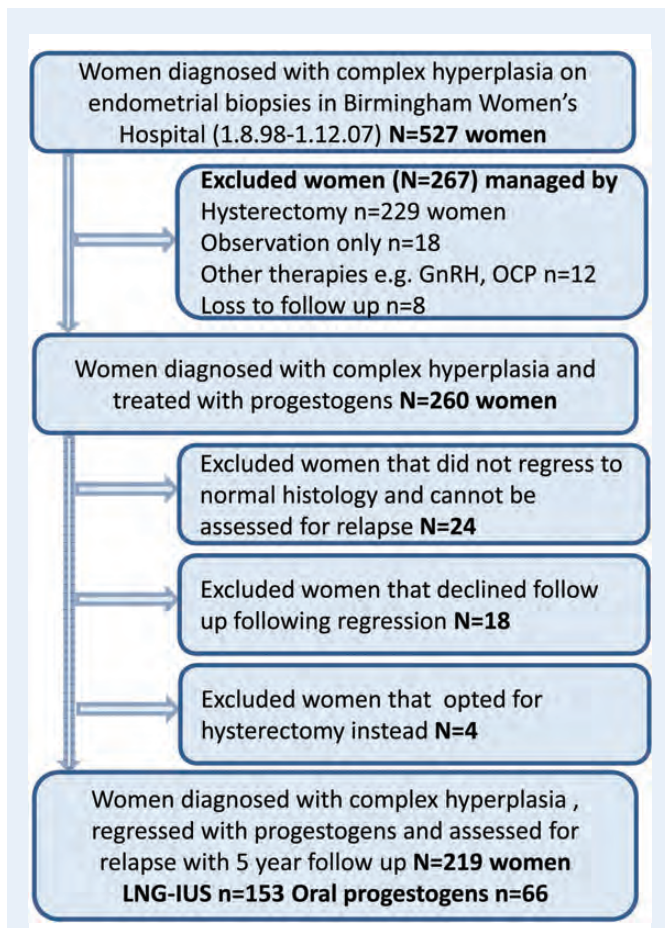 Women diagnosed with complex hyperplasia on
endometrial biopsies in Birmingham Women's
Hospital (1.8.98-1.12.07) N=527 women
Excluded women (N=267) managed by
Hysterectomy n=229 women
Observation only n=18
Other therapies e.g. GnRH, OCP n=12
Loss to follow up n=8
Women diagnosed with complex hyperplasia and
treated with progestogens N=260 women
Excluded women that did not regress to
normal histology and cannot be
assessed for relapse N=24
Excluded women that declined follow
up following regression N=18
Excluded women that opted for
hysterectomy instead N=4
Women diagnosed with complex hyperplasia ,
regressed with progestogens and assessed for
relapse with 5 year follow up N=219 women
LNG-IUS n=153 Oral progestogens n=66